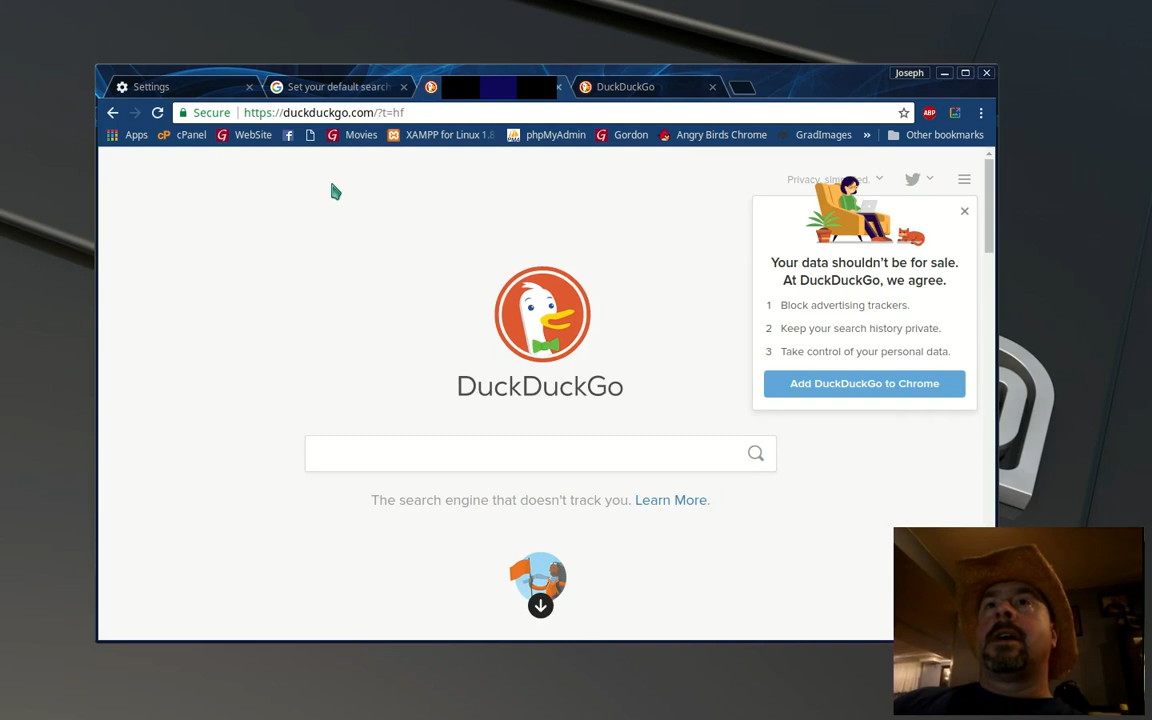 Joseph
Settings
Set your default search
DuckDuckGo
Secure https://duckduckgo.com/?t=hf
ABP
Apps cPanel WebSite Movies XAMPP for Linux 1.8 phpMyAdmin Gordon Angry Birds Chrome GradImages » Other bookmarks
Privacy, simplified.
Your data shouldn't be for sale.
At DuckDuckGo, we agree.
1 Block advertising trackers.
2 Keep your search history private.
3 Take control of your personal data.
Add DuckDuckGo to Chrome
DuckDuckGo
The search engine that doesn't track you. Learn More.